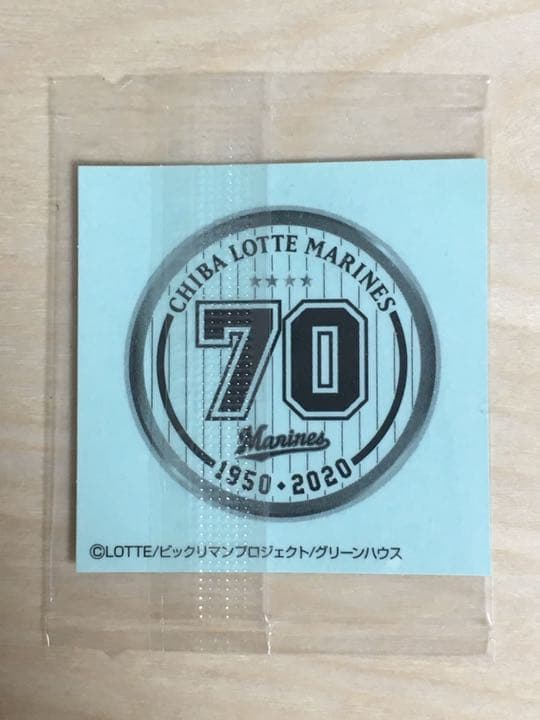 CHIBA LOTTE MARINES
70
Marines
1950◆2020
©LOTTE/ビックリマンプロジェクト/グリーンハウス